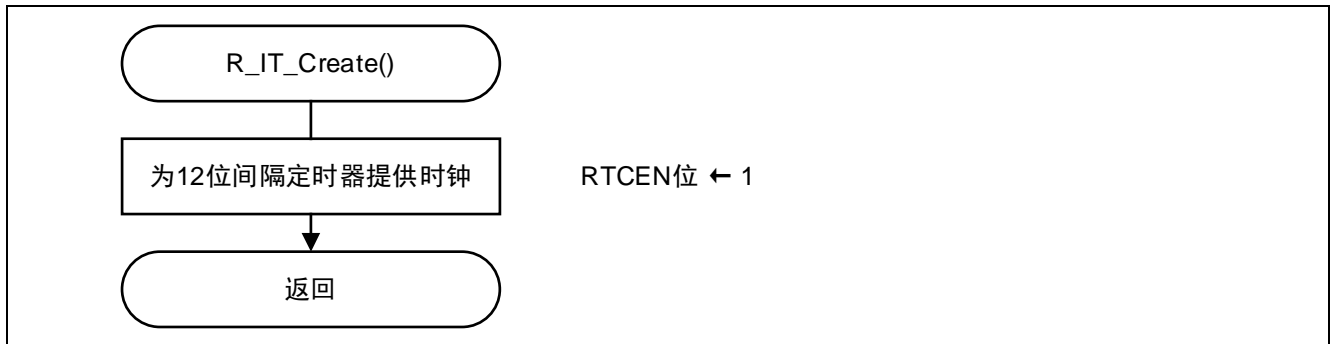 R_IT_Create()
为12位间隔定时器提供时钟
RTCEN位 ← 1
返回